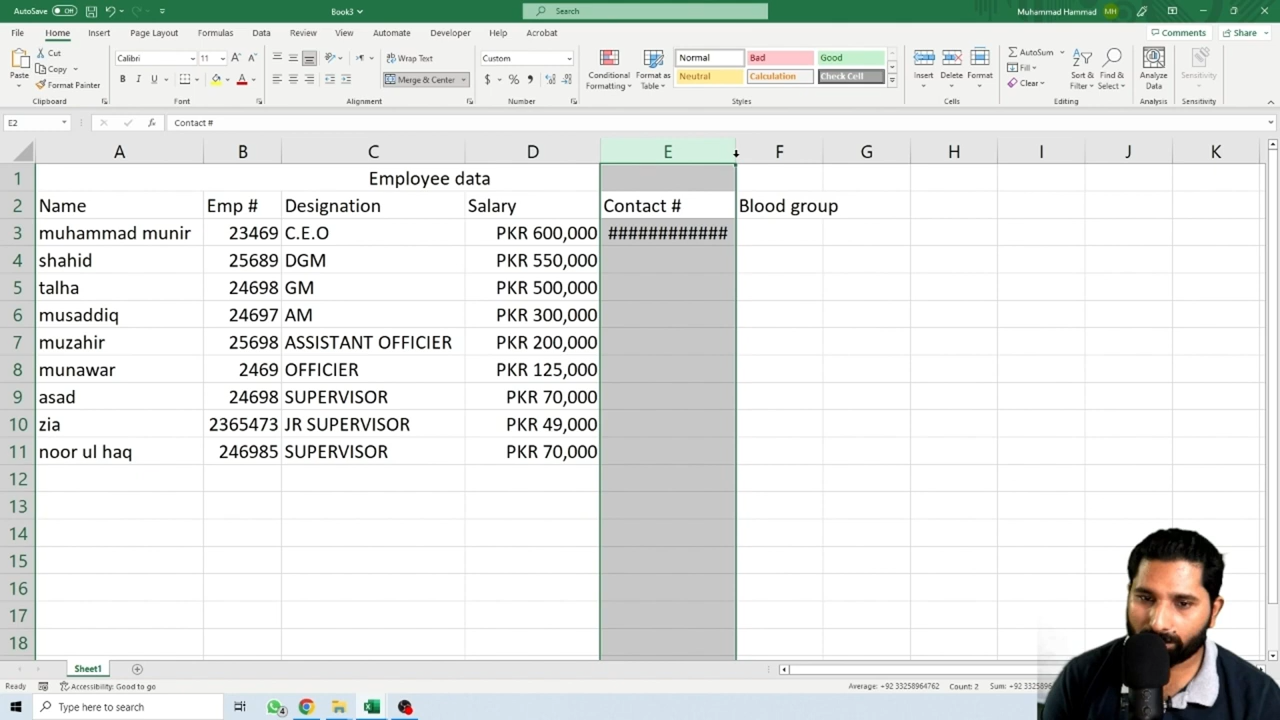 AutoSave Off Book3 Search Muhammad Hammad MH
File Home Insert Page Layout Formulas Data Review View Automate Developer Help Acrobat Comments Share
Paste Cut Copy Format Painter Clipboard
Calibri 11 B I U Font
Wrap Text Merge & Center Alignment
Custom $ % Number
Conditional Formatting Format as Table Normal Bad Good Neutral Calculation Check Cell Styles
Insert Delete Format Cells
AutoSum Fill Clear Sort & Filter Find & Select Editing
Analyze Data Analysis Sensitivity Sensitivity
E2 fx Contact #
A B C D E F G H I J K
1 Employee data
2 Name Emp # Designation Salary Contact # Blood group
3 muhammad munir 23469 C.E.O PKR 600,000 ############
4 shahid 25689 DGM PKR 550,000
5 talha 24698 GM PKR 500,000
6 musaddiq 24697 AM PKR 300,000
7 muzahir 25698 ASSISTANT OFFICIER PKR 200,000
8 munawar 2469 OFFICIER PKR 125,000
9 asad 24698 SUPERVISOR PKR 70,000
10 zia 2365473 JR SUPERVISOR PKR 49,000
11 noor ul haq 246985 SUPERVISOR PKR 70,000
12
13
14
15
16
17
18
Sheet1
Ready Accessibility: Good to go Average: +92 33258964762 Count: 2 Sum: +92
Type here to search 4